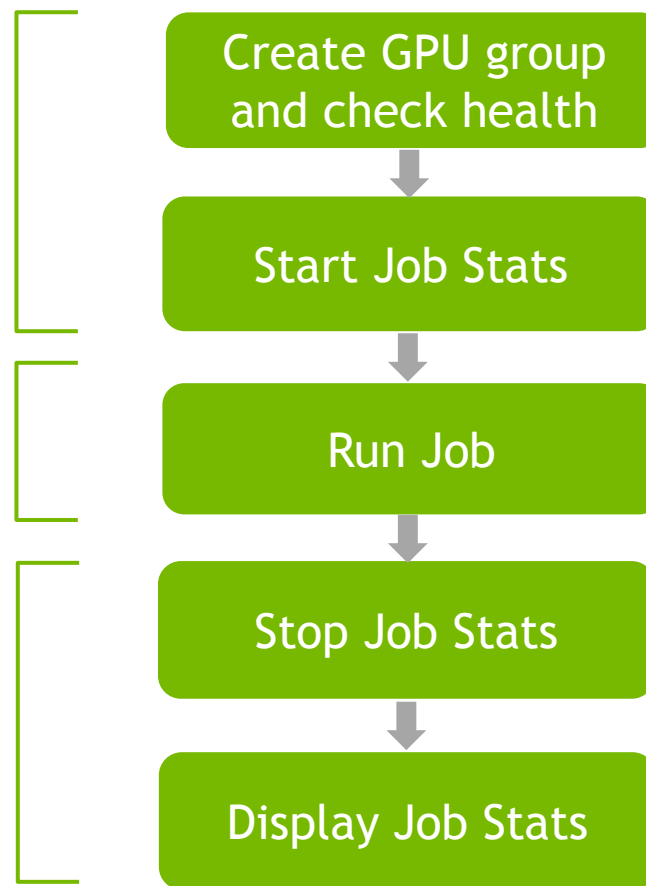 Create GPU group
and check health
Start Job Stats
Run Job
Stop Job Stats
Display Job Stats